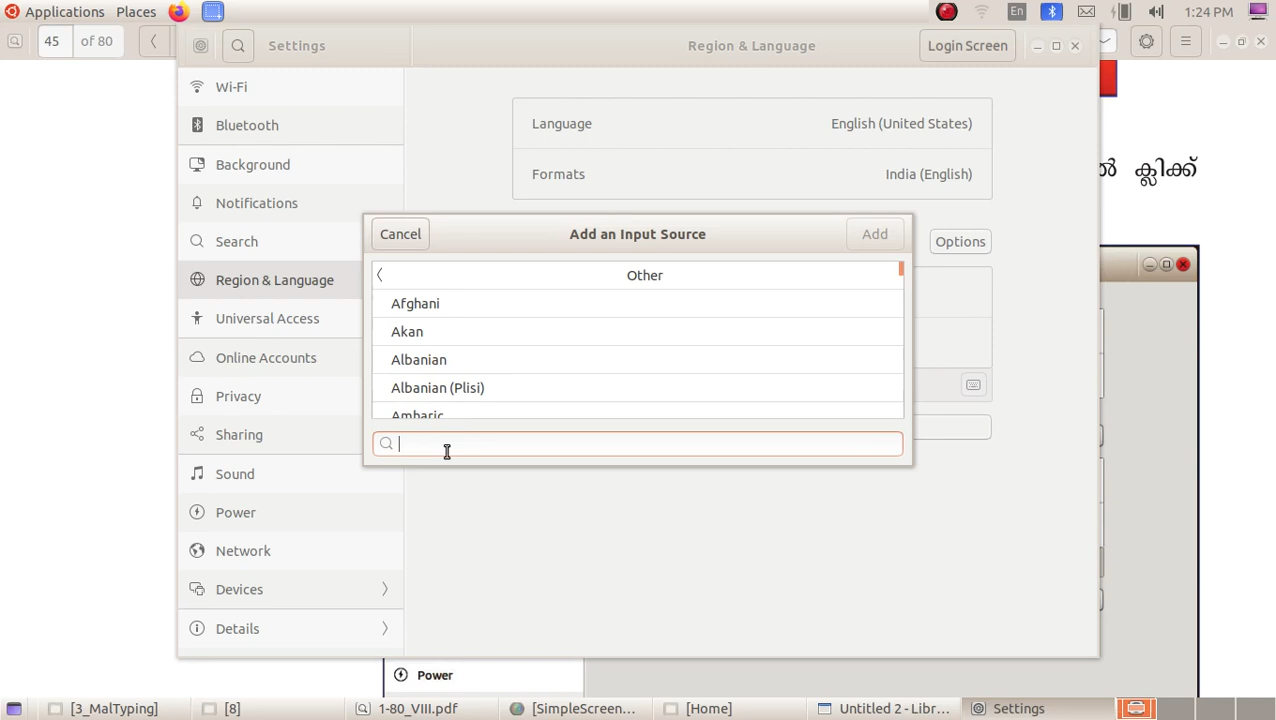 Applications Places En 1:24 PM
45 of 80
Settings Region & Language Login Screen
Wi-Fi
Bluetooth
Background
Notifications
Search
Region & Language
Universal Access
Online Accounts
Privacy
Sharing
Sound
Power
Network
Devices
Details
Language English (United States)
Formats India (English)
Options
ൽ ക്ലിക്ക്
Cancel Add an Input Source Add
Other
Afghani
Akan
Albanian
Albanian (Plisi)
Amharic
Power
[3_MalTyping] [8] 1-80_VIII.pdf [SimpleScreen... [Home] Untitled 2 - Libr... Settings